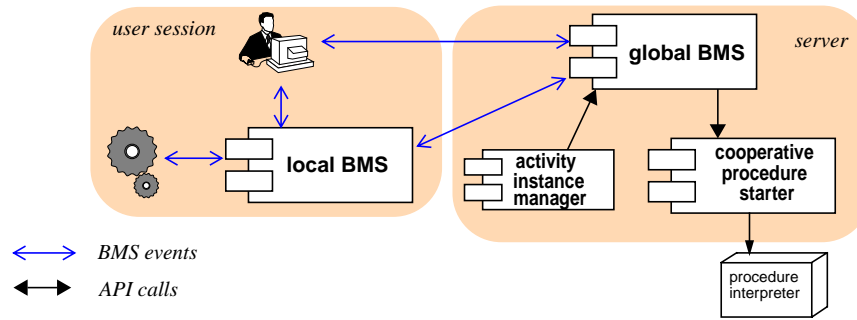 user session
server
global BMS
local BMS
activity
instance
manager
cooperative
procedure
starter
BMS events
API calls
procedure
interpreter